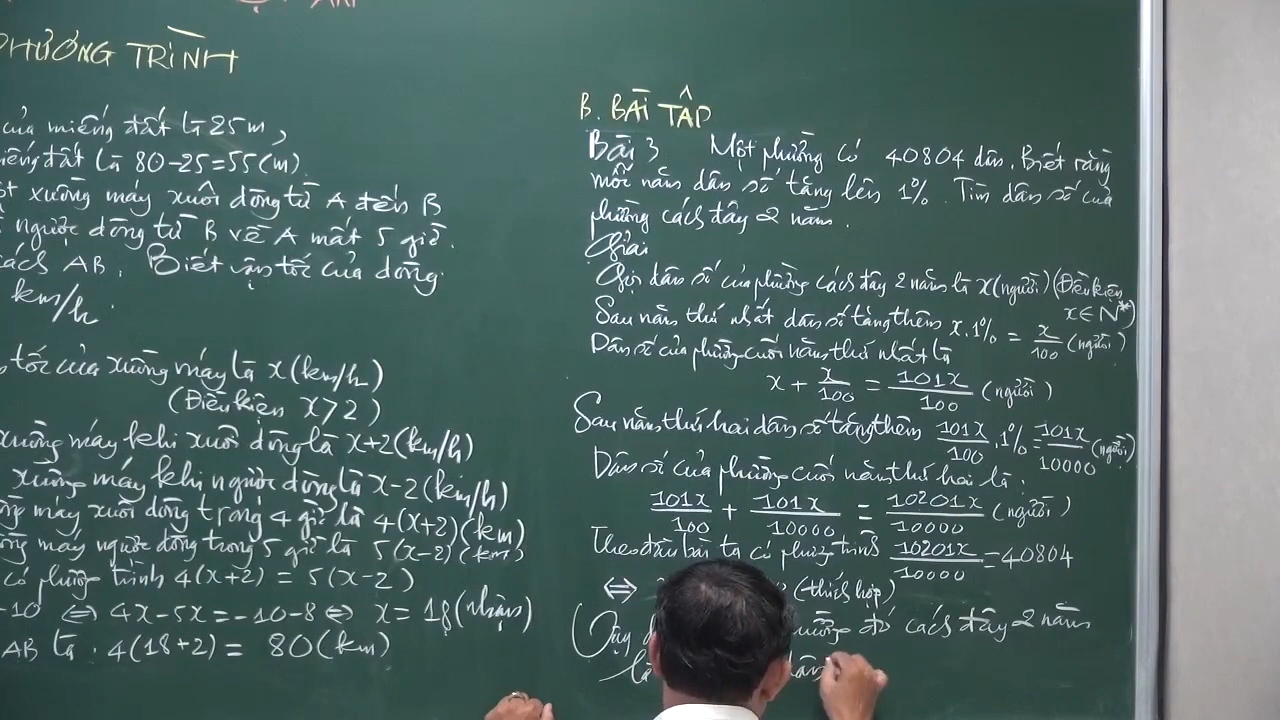 PHƯƠNG TRÌNH
của miếng đất là 25m,
miếng đất là 80-25=55(m).
xuồng máy xuôi dòng từ A đến B
ngược dòng từ B về A mất 5 giờ.
cách AB. Biết vận tốc của dòng
km/h.
tốc của xuồng máy là x(km/h)
(Điều kiện x>2)
xuồng máy khi xuôi dòng là x+2(km/h)
xuồng máy khi ngược dòng là x-2(km/h)
máy xuôi dòng trong 4 giờ là 4(x+2)(km)
máy ngược dòng trong 5 giờ là 5(x-2)(km)
có phương trình 4(x+2) = 5(x-2)
-10 ⇔ 4x-5x=-10-8 ⇔ x=18(nhận)
AB là: 4(18+2) = 80(km)
B. BÀI TẬP
Bài 3 Một phường có 40804 dân. Biết rằng
mỗi năm dân số tăng lên 1%. Tìm dân số của
phường cách đây 2 năm.
Giải
Gọi dân số của phường cách đây 2 năm là x(người)(Điều kiện
x∈N*)
Sau năm thứ nhất dân số tăng thêm x.1% = x/100 (người)
Dân số của phường cuối năm thứ nhất là
x + x/100 = 101x/100 (người)
Sau năm thứ hai dân số tăng thêm 101x/100 .1% = 101x/10000 (người)
Dân số của phường cuối năm thứ hai là:
101x/100 + 101x/10000 = 10201x/10000 (người)
Theo đầu bài ta có phương trình 10201x/10000 = 40804
⇔ (thích hợp)
Vậy đó cách đây 2 năm
là dân